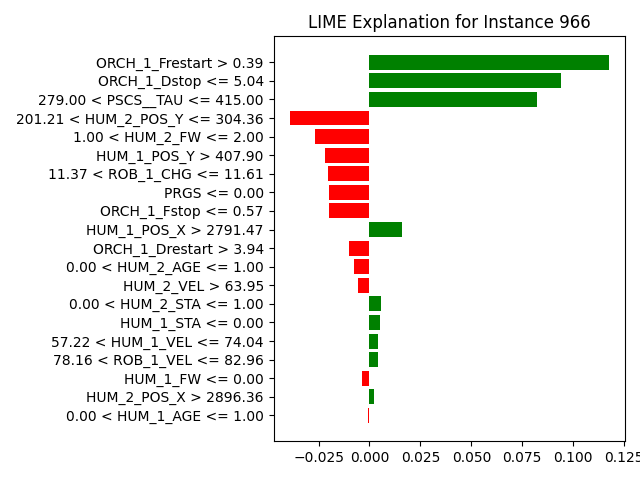 LIME Explanation for Instance 966
ORCH_1_Frestart > 0.39
ORCH_1_Dstop <= 5.04
279.00 < PSCS__TAU <= 415.00
201.21 < HUM_2_POS_Y <= 304.36
1.00 < HUM_2_FW <= 2.00
HUM_1_POS_Y > 407.90
11.37 < ROB_1_CHG <= 11.61
PRGS <= 0.00
ORCH_1_Fstop <= 0.57
HUM_1_POS_X > 2791.47
ORCH_1_Drestart > 3.94
0.00 < HUM_2_AGE <= 1.00
HUM_2_VEL > 63.95
0.00 < HUM_2_STA <= 1.00
HUM_1_STA <= 0.00
57.22 < HUM_1_VEL <= 74.04
78.16 < ROB_1_VEL <= 82.96
HUM_1_FW <= 0.00
HUM_2_POS_X > 2896.36
0.00 < HUM_1_AGE <= 1.00
−0.025 0.000 0.025 0.050 0.075 0.100 0.125